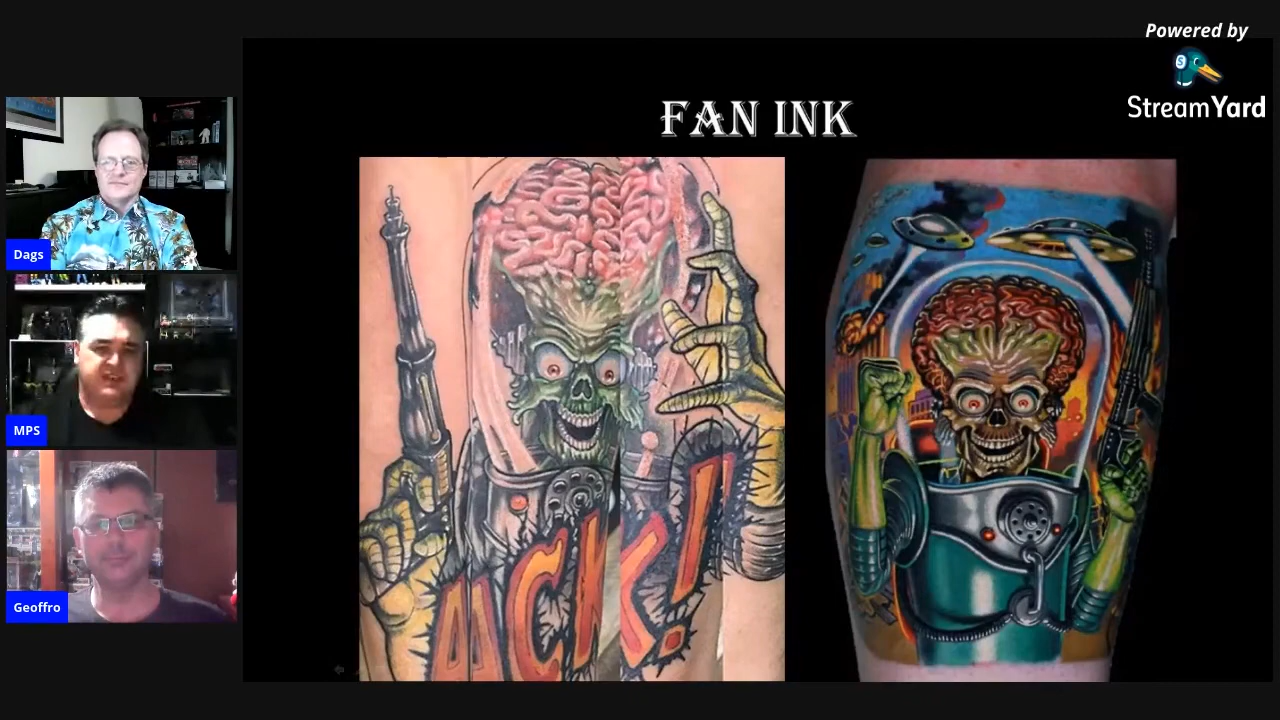 Powered by
StreamYard
FAN INK
Dags
MPS
Geoffro
ACK!